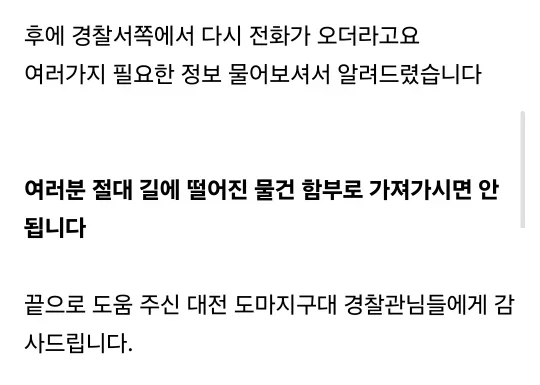 후에 경찰서쪽에서 다시 전화가 오더라고요
여러가지 필요한 정보 물어보셔서 알려드렸습니다
여러분 절대 길에 떨어진 물건 함부로 가져가시면 안
됩니다
끝으로 도움 주신 대전 도마지구대 경찰관님들에게 감
사드립니다.